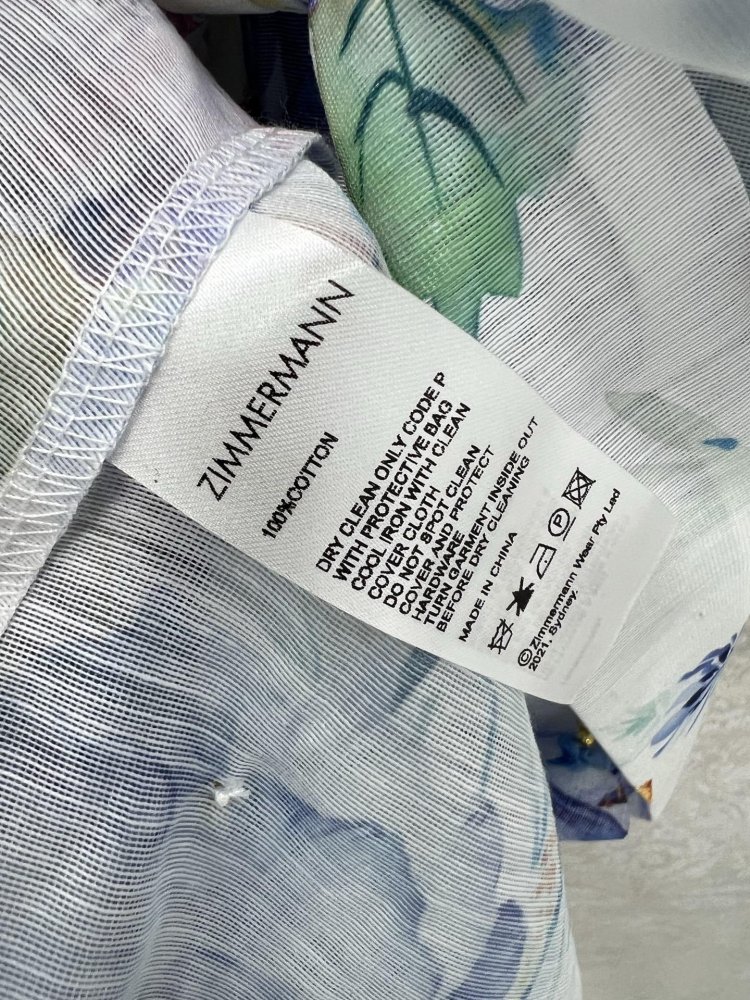 ZIMMERMANN
100%COTTON
DRY CLEAN ONLY CODE P
WITH PROTECTIVE BAG
COOL IRON WITH CLEAN
COVER CLOTH
DO NOT SPOT CLEAN
COVER AND PROTECT
HARDWARE
TURN GARMENT INSIDE OUT
BEFORE DRY CLEANING
MADE IN CHINA
P
©Zimmermann Wear Pty Lad
2021. Sydney.